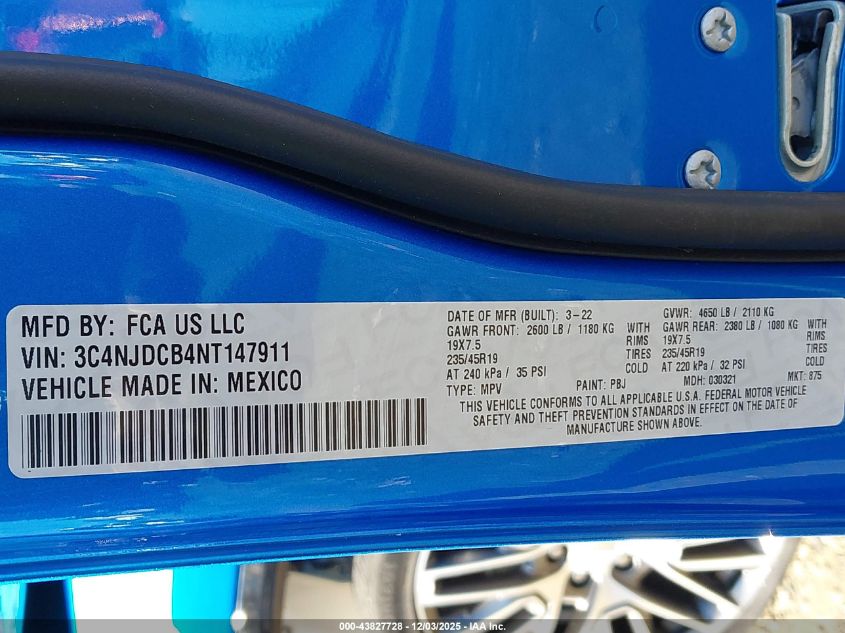 MFD BY: FCA US LLC
VIN: 3C4NJDCB4NT147911
VEHICLE MADE IN: MEXICO
DATE OF MFR (BUILT): 3-22 GVWR: 4650 LB / 2110 KG
GAWR FRONT: 2600 LB / 1180 KG WITH GAWR REAR: 2380 LB / 1080 KG WITH
19X7.5 RIMS 19X7.5 RIMS
235/45R19 TIRES 235/45R19 TIRES
AT 240 kPa / 35 PSI COLD AT 220 kPa / 32 PSI COLD
TYPE: MPV PAINT: PBJ MDH: 030321 MKT: 875
THIS VEHICLE CONFORMS TO ALL APPLICABLE U.S.A. FEDERAL MOTOR VEHICLE
SAFETY AND THEFT PREVENTION STANDARDS IN EFFECT ON THE DATE OF
MANUFACTURE SHOWN ABOVE.
000-43827728 - 12/03/2025 - IAA Inc.